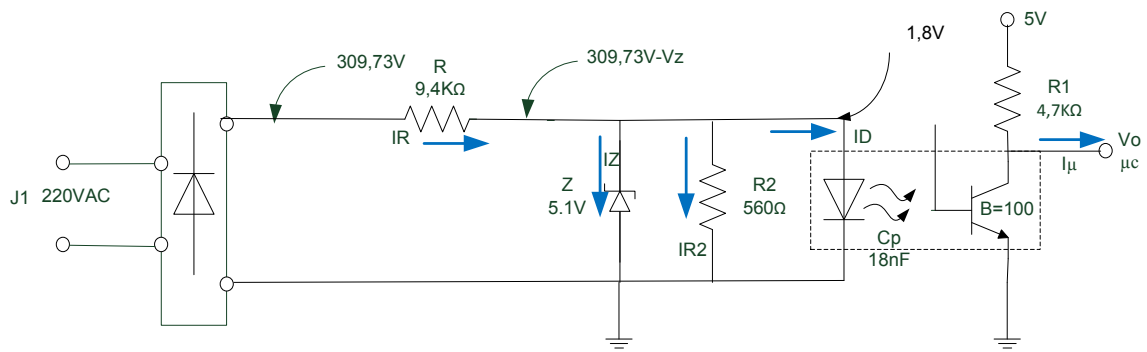 J1 220VAC
309,73V
R
9,4KΩ
IR
309,73V-Vz
IZ
Z
5.1V
R2
560Ω
IR2
ID
1,8V
Cp
18nF
5V
R1
4,7KΩ
Iµ
Vo
µc
B=100